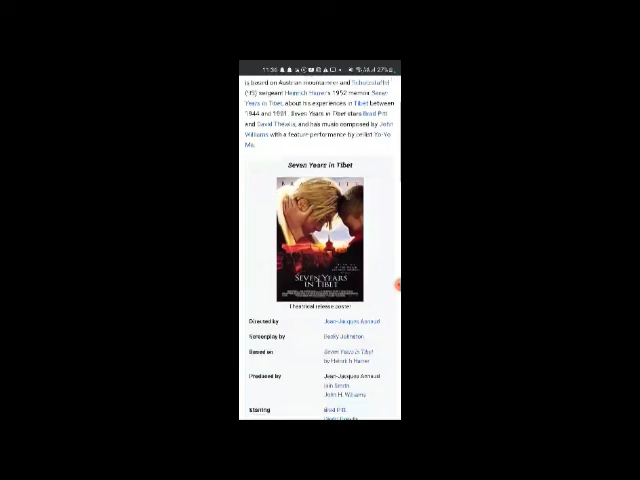 11:56
27%
is based on Austrian mountaineer and Schutzstaffel
(SS) sergeant Heinrich Harrer's 1952 memoir Seven
Years in Tibet, about his experiences in Tibet between
1944 and 1951. Seven Years in Tibet stars Brad Pitt
and David Thewlis, and has music composed by John
Williams with a feature performance by cellist Yo-Yo
Ma.
Seven Years in Tibet
SEVEN YEARS
IN TIBET
Theatrical release poster
Directed by Jean-Jacques Annaud
Screenplay by Becky Johnston
Based on Seven Years in Tibet
by Heinrich Harrer
Produced by Jean-Jacques Annaud
Iain Smith
John H. Williams
Starring Brad Pitt